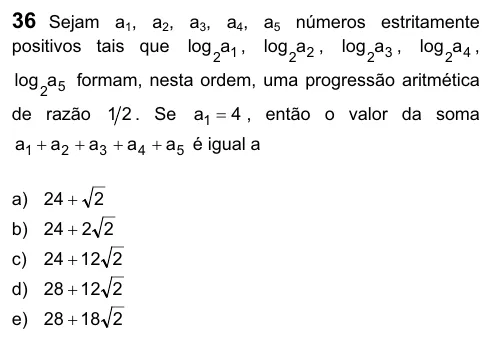 36 Sejam a₁, a₂, a₃, a₄, a₅ números estritamente
positivos tais que log₂a₁, log₂a₂, log₂a₃, log₂a₄,
log₂a₅ formam, nesta ordem, uma progressão aritmética
de razão 1/2. Se a₁ = 4, então o valor da soma
a₁ + a₂ + a₃ + a₄ + a₅ é igual a
a) 24 + √2
b) 24 + 2√2
c) 24 + 12√2
d) 28 + 12√2
e) 28 + 18√2